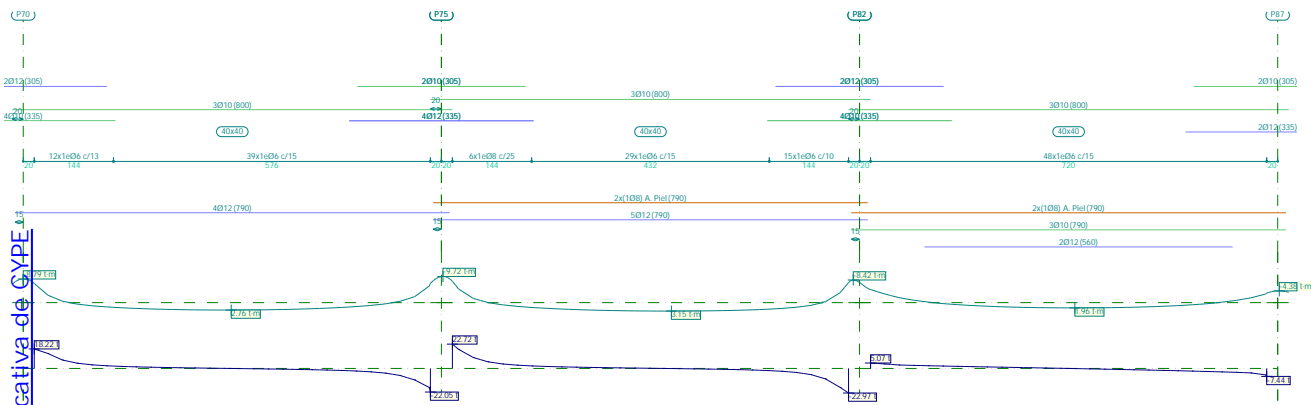 P70 P75 P82 P87
2Ø12(305) 2Ø10(305) 2Ø12(305) 2Ø10(305)
3Ø10(800)
20 3Ø10(800) 3Ø10(800)
20 20
(335) 4Ø12(335) (335)
40x40 40x40 40x40 2Ø12(335)
12x1eØ6 c/13 39x1eØ6 c/15 6x1eØ8 c/25 29x1eØ6 c/15 15x1eØ6 c/10 48x1eØ6 c/15
20 144 576 20 20 144 432 144 20 20 720 20
2x(1Ø8) A. Piel(790)
4Ø12(790) 2x(1Ø8) A. Piel(790)
15 5Ø12(790)
15 3Ø10(790)
15 2Ø12(560)
-9.72 t·m
-8.42 t·m
-4.38 t·m
2.76 t·m 3.15 t·m 1.96 t·m
18.22 t 22.72 t
-22.05 t -22.97 t -7.44 t
cativa de CYPE